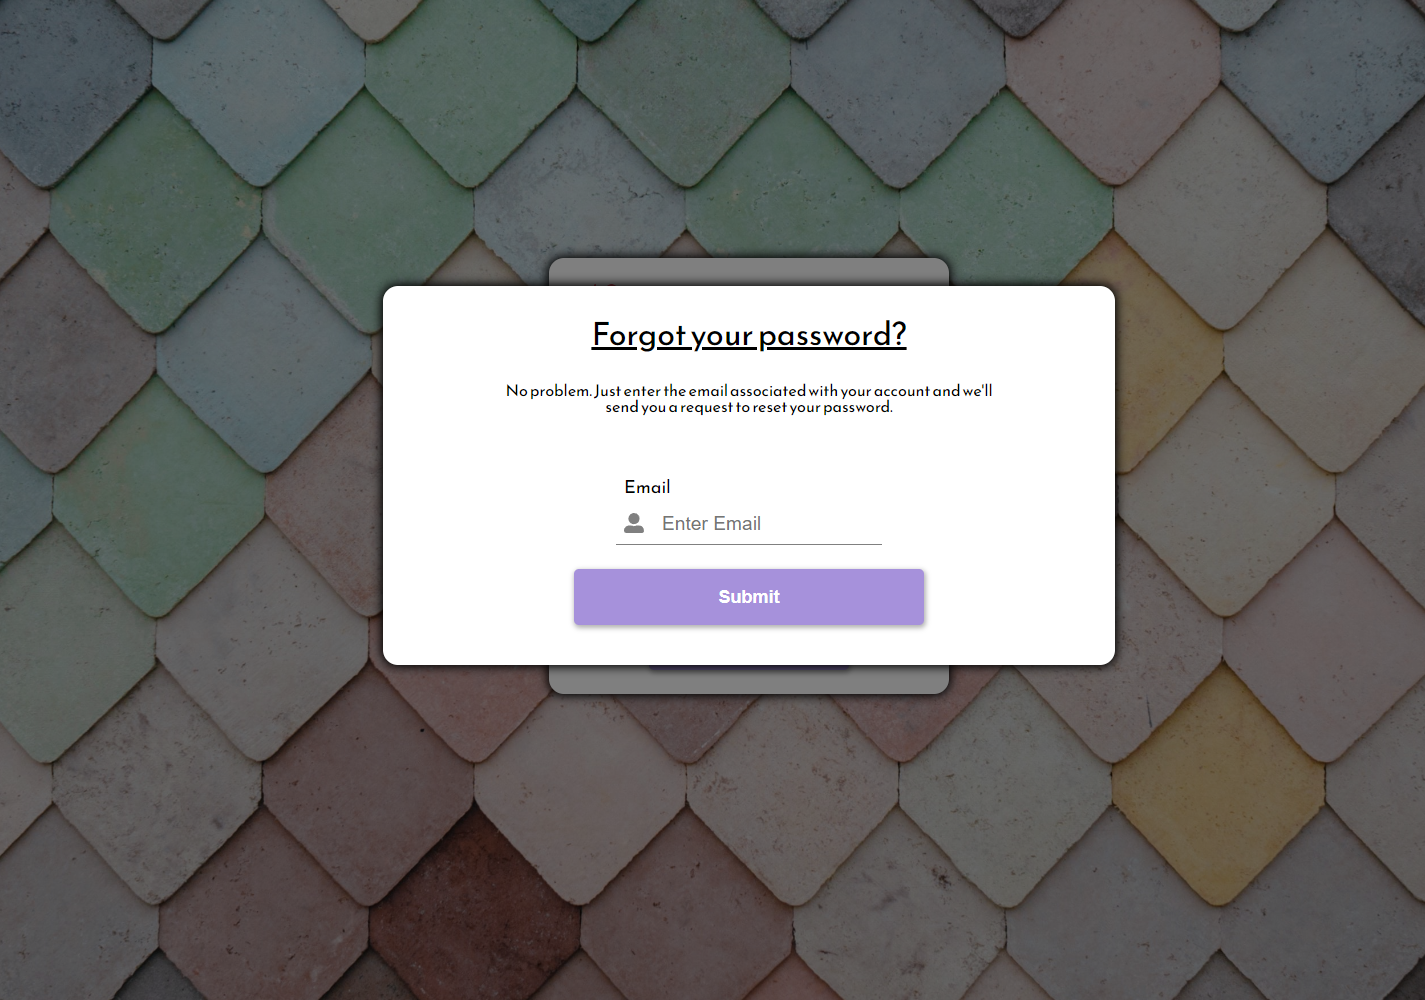 Forgot your password?
No problem. Just enter the email associated with your account and we'll
send you a request to reset your password.
Email
Enter Email
Submit